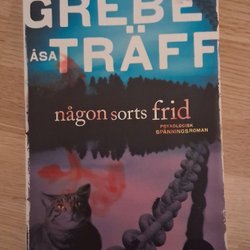 GREBE
ÅSA TRÄFF
någon sorts frid
PSYKOLOGISK
SPÄNNINGSROMAN